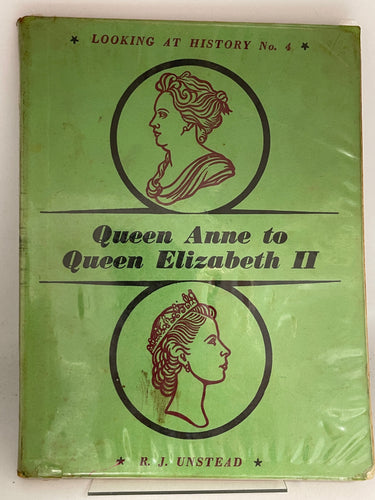 ★ LOOKING AT HISTORY No. 4 ★
Queen Anne to
Queen Elizabeth II
★ R. J. UNSTEAD ★